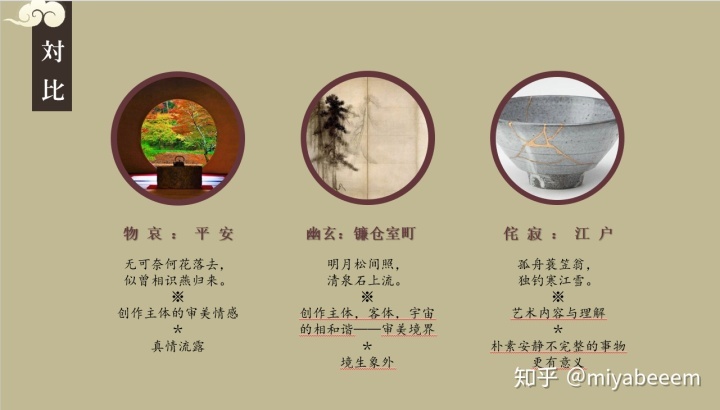 对
比
物哀：平安
无可奈何花落去，
似曾相识燕归来。
※
创作主体的审美情感
*
真情流露
幽玄：镰仓室町
明月松间照，
清泉石上流。
※
创作主体，客体，宇宙
的相和谐——审美境界
*
境生象外
侘寂：江户
孤舟蓑笠翁，
独钓寒江雪。
※
艺术内容与理解
*
朴素安静不完整的事物
更有意义
知乎 @miyabeeem